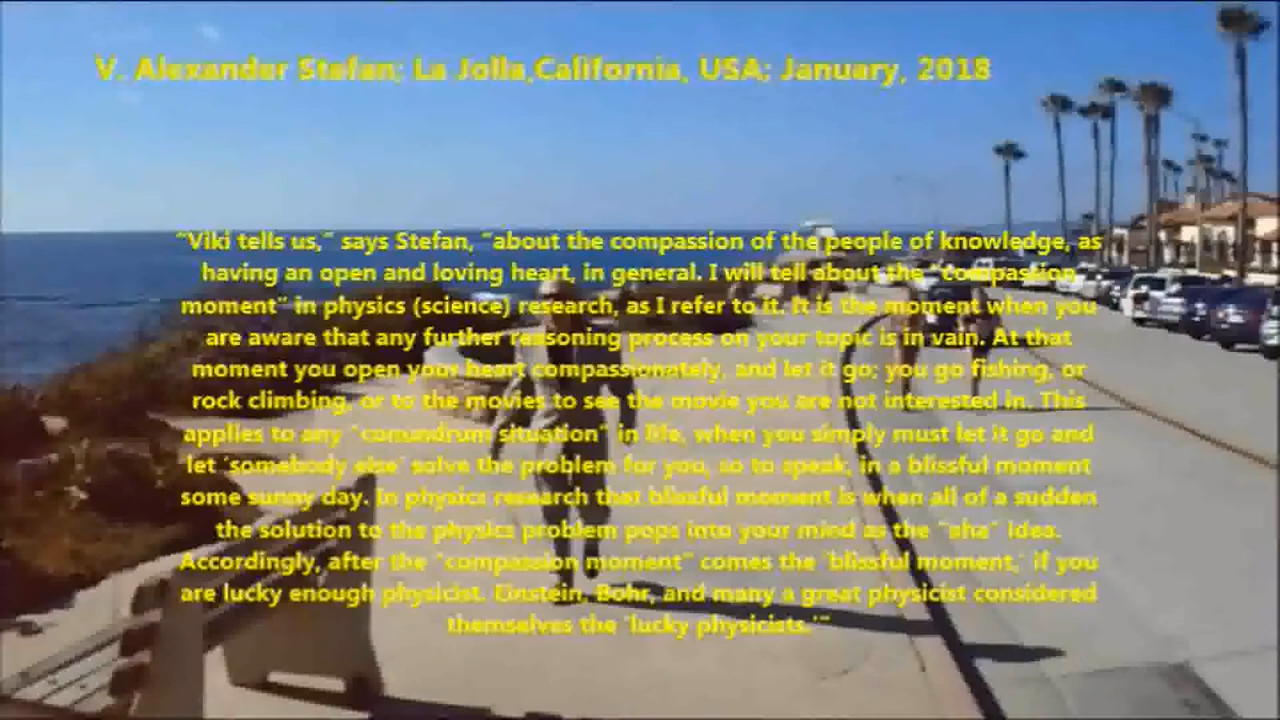 V. Alexander Stefan; La Jolla,California, USA; January, 2018
“Viki tells us,” says Stefan, “about the compassion of the people of knowledge, as
having an open and loving heart, in general. I will tell about the “compassion
moment” in physics (science) research, as I refer to it. It is the moment when you
are aware that any further reasoning process on your topic is in vain. At that
moment you open your heart compassionately, and let it go; you go fishing, or
rock climbing, or to the movies to see the movie you are not interested in. This
applies to any “conundrum situation” in life, when you simply must let it go and
let ‘somebody else’ solve the problem for you, so to speak, in a blissful moment
some sunny day. In physics research that blissful moment is when all of a sudden
the solution to the physics problem pops into your mind as the “aha” idea.
Accordingly, after the “compassion moment” comes the ‘blissful moment,’ if you
are lucky enough physicist. Einstein, Bohr, and many a great physicist considered
themselves the ‘lucky physicists.’”